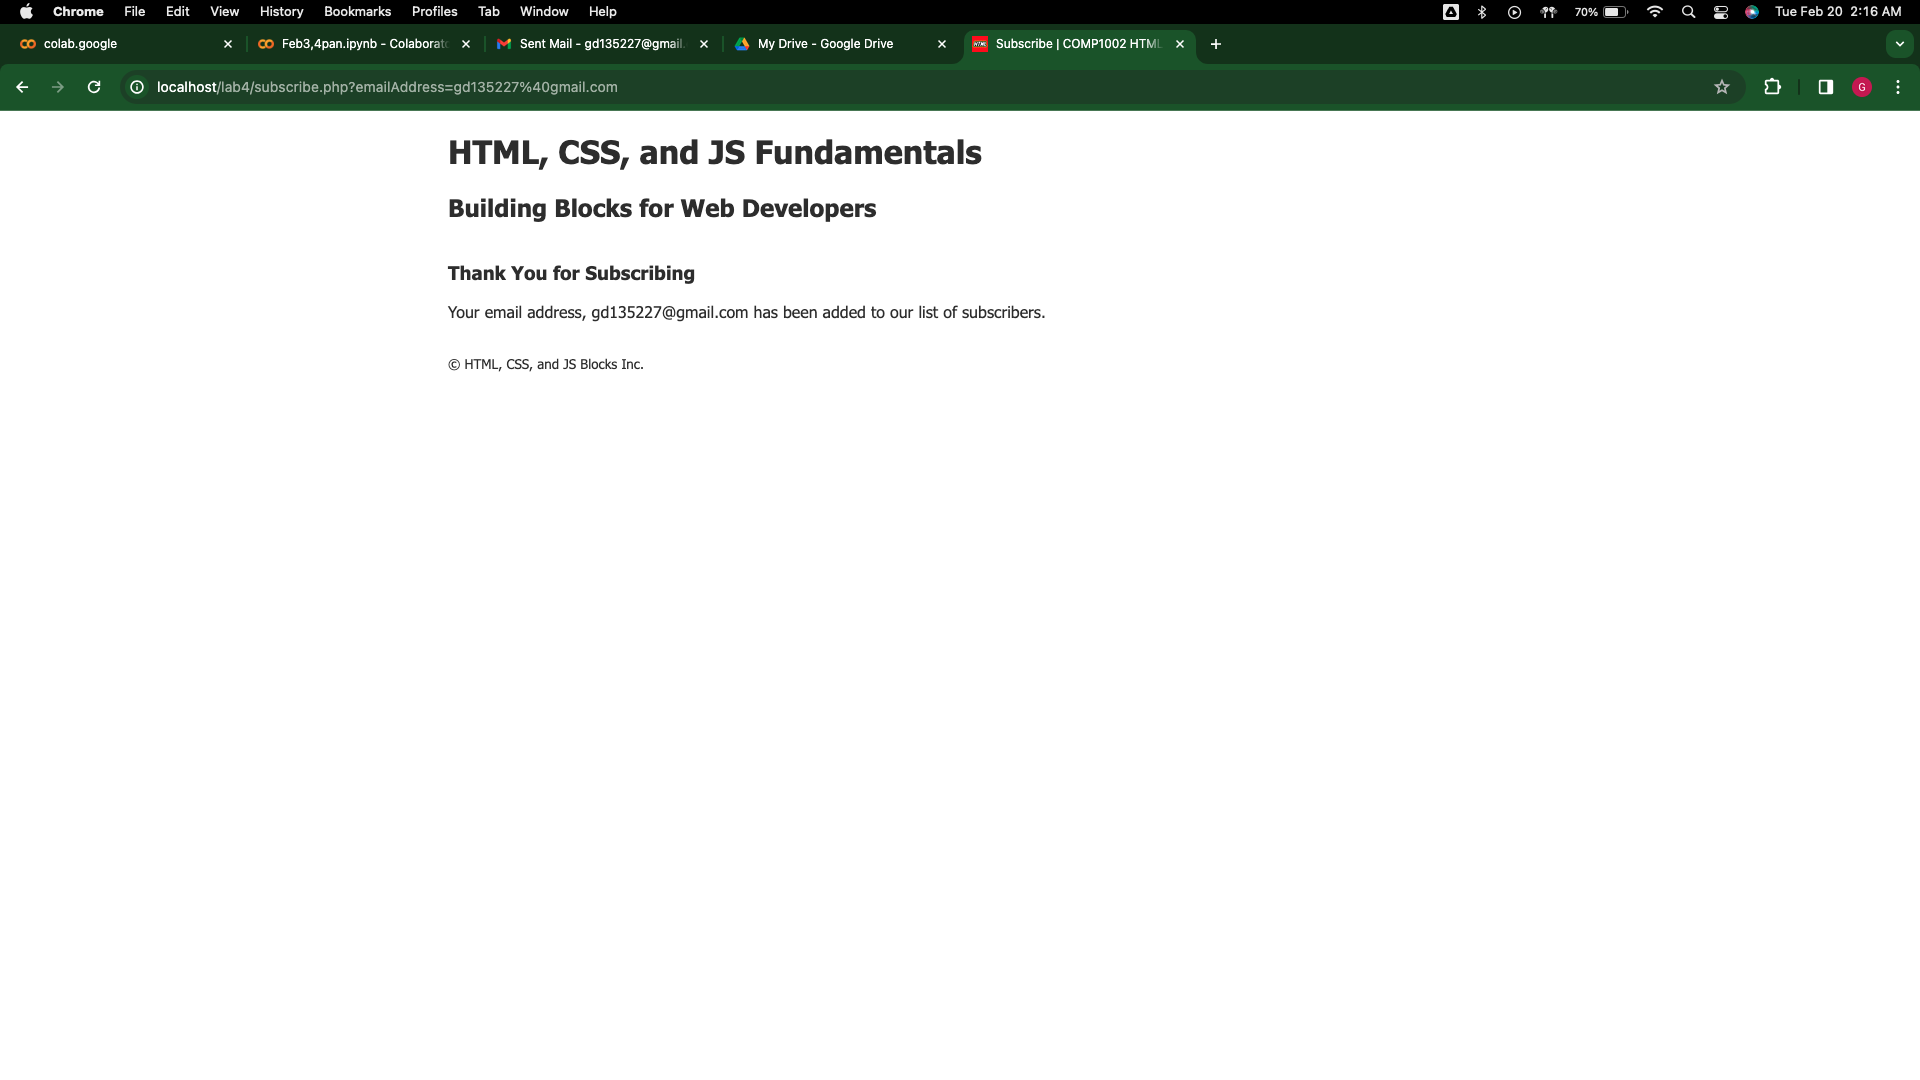 Chrome File Edit View History Bookmarks Profiles Tab Window Help 70% Tue Feb 20 2:16 AM
colab.google Feb3,4pan.ipynb - Colaborat Sent Mail - gd135227@gmail. My Drive - Google Drive Subscribe | COMP1002 HTML
localhost/lab4/subscribe.php?emailAddress=gd135227%40gmail.com G
HTML, CSS, and JS Fundamentals
Building Blocks for Web Developers
Thank You for Subscribing
Your email address, gd135227@gmail.com has been added to our list of subscribers.
© HTML, CSS, and JS Blocks Inc.